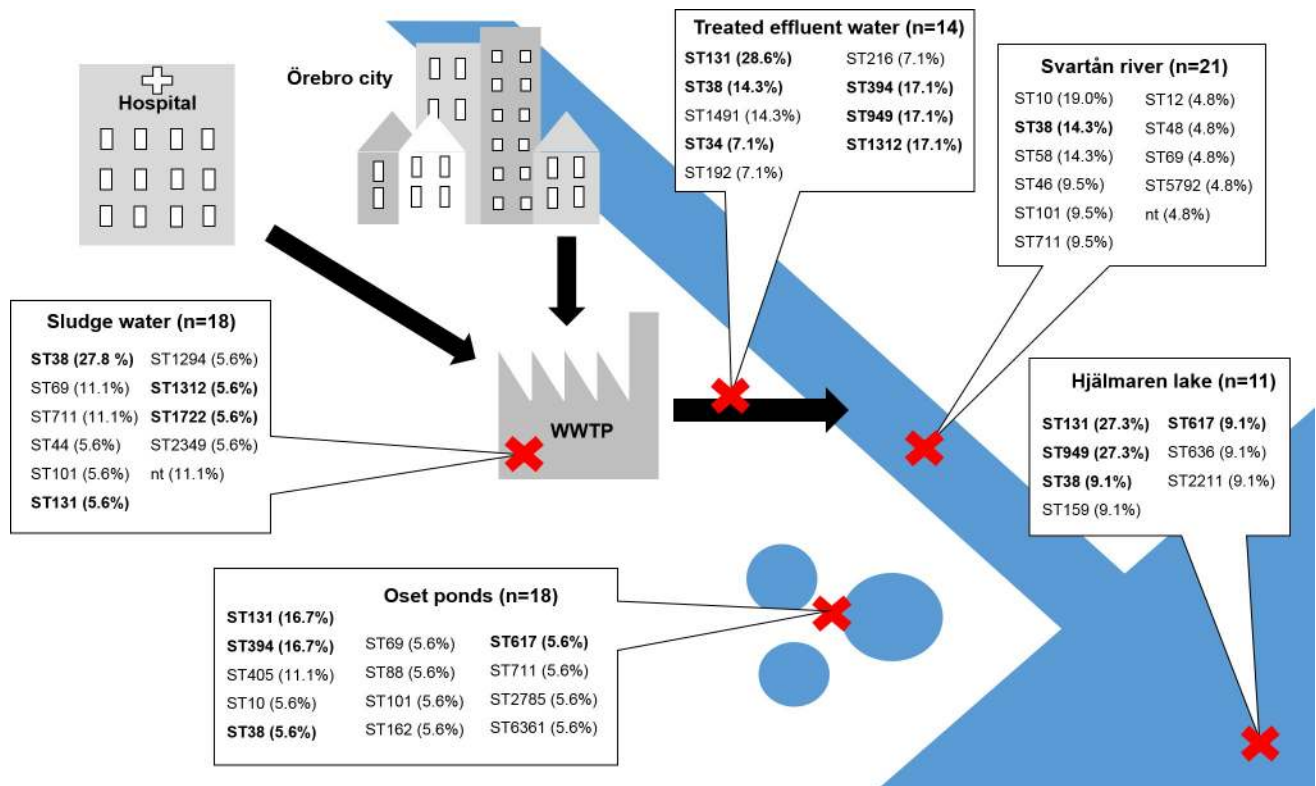 Hospital
Örebro city
WWTP
Treated effluent water (n=14)
ST131 (28.6%)
ST38 (14.3%)
ST1491 (14.3%)
ST34 (7.1%)
ST192 (7.1%)
ST216 (7.1%)
ST394 (17.1%)
ST949 (17.1%)
ST1312 (17.1%)
Svartån river (n=21)
ST10 (19.0%)
ST38 (14.3%)
ST58 (14.3%)
ST46 (9.5%)
ST101 (9.5%)
ST711 (9.5%)
ST12 (4.8%)
ST48 (4.8%)
ST69 (4.8%)
ST5792 (4.8%)
nt (4.8%)
Sludge water (n=18)
ST38 (27.8 %)
ST69 (11.1%)
ST711 (11.1%)
ST44 (5.6%)
ST101 (5.6%)
ST131 (5.6%)
ST1294 (5.6%)
ST1312 (5.6%)
ST1722 (5.6%)
ST2349 (5.6%)
nt (11.1%)
Hjälmaren lake (n=11)
ST131 (27.3%)
ST949 (27.3%)
ST38 (9.1%)
ST159 (9.1%)
ST617 (9.1%)
ST636 (9.1%)
ST2211 (9.1%)
Oset ponds (n=18)
ST131 (16.7%)
ST394 (16.7%)
ST405 (11.1%)
ST10 (5.6%)
ST38 (5.6%)
ST69 (5.6%)
ST88 (5.6%)
ST101 (5.6%)
ST162 (5.6%)
ST617 (5.6%)
ST711 (5.6%)
ST2785 (5.6%)
ST6361 (5.6%)